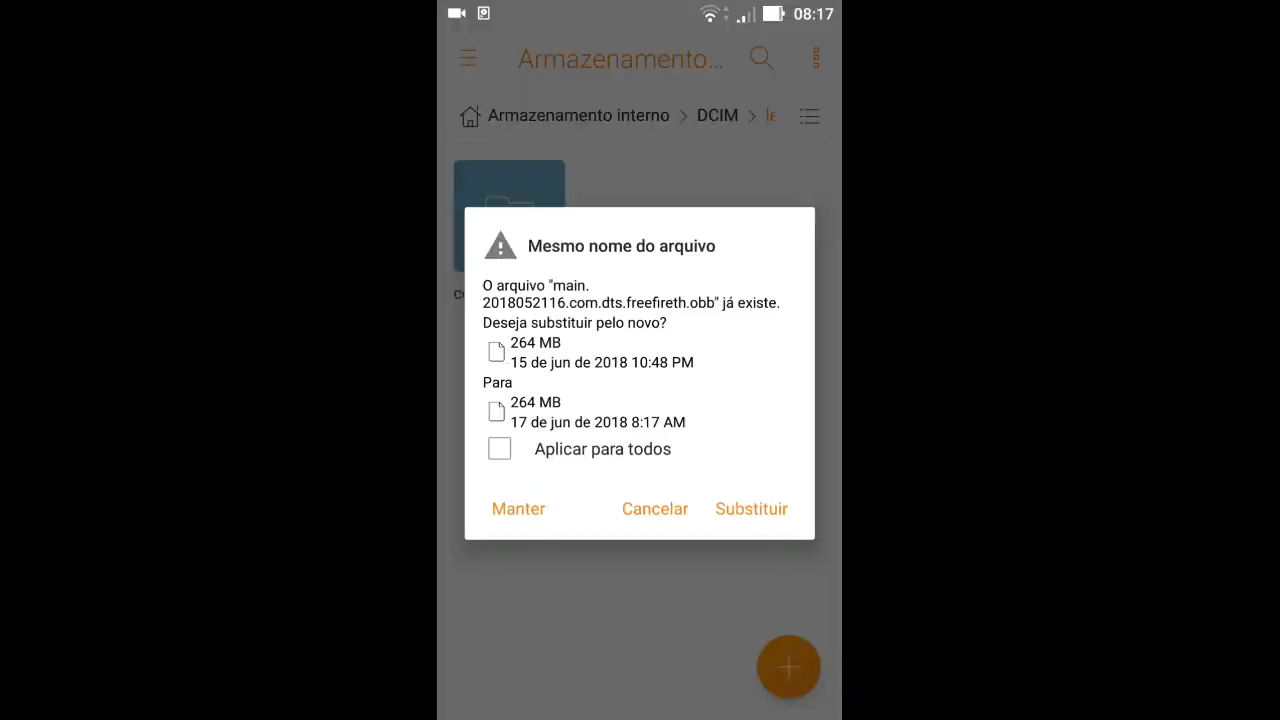 08:17
Armazenamento...
Armazenamento interno > DCIM > le
Mesmo nome do arquivo
O arquivo "main.
2018052116.com.dts.freefireth.obb" já existe.
Deseja substituir pelo novo?
264 MB
15 de jun de 2018 10:48 PM
Para
264 MB
17 de jun de 2018 8:17 AM
Aplicar para todos
Manter
Cancelar
Substituir